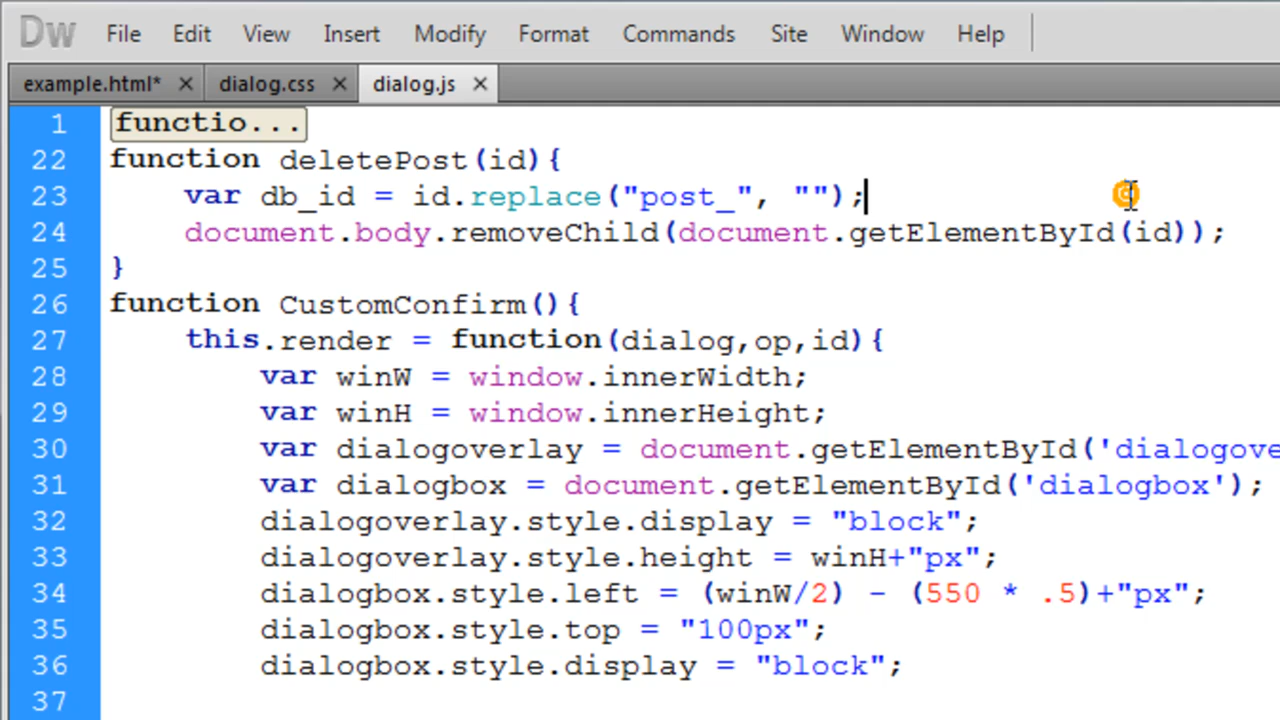 Dw File Edit View Insert Modify Format Commands Site Window Help
example.html* × dialog.css × dialog.js ×
1 functio...
22 function deletePost(id){
23 var db_id = id.replace("post_", "");
24 document.body.removeChild(document.getElementById(id));
25 }
26 function CustomConfirm(){
27 this.render = function(dialog,op,id){
28 var winW = window.innerWidth;
29 var winH = window.innerHeight;
30 var dialogoverlay = document.getElementById('dialogove
31 var dialogbox = document.getElementById('dialogbox');
32 dialogoverlay.style.display = "block";
33 dialogoverlay.style.height = winH+"px";
34 dialogbox.style.left = (winW/2) - (550 * .5)+"px";
35 dialogbox.style.top = "100px";
36 dialogbox.style.display = "block";
37